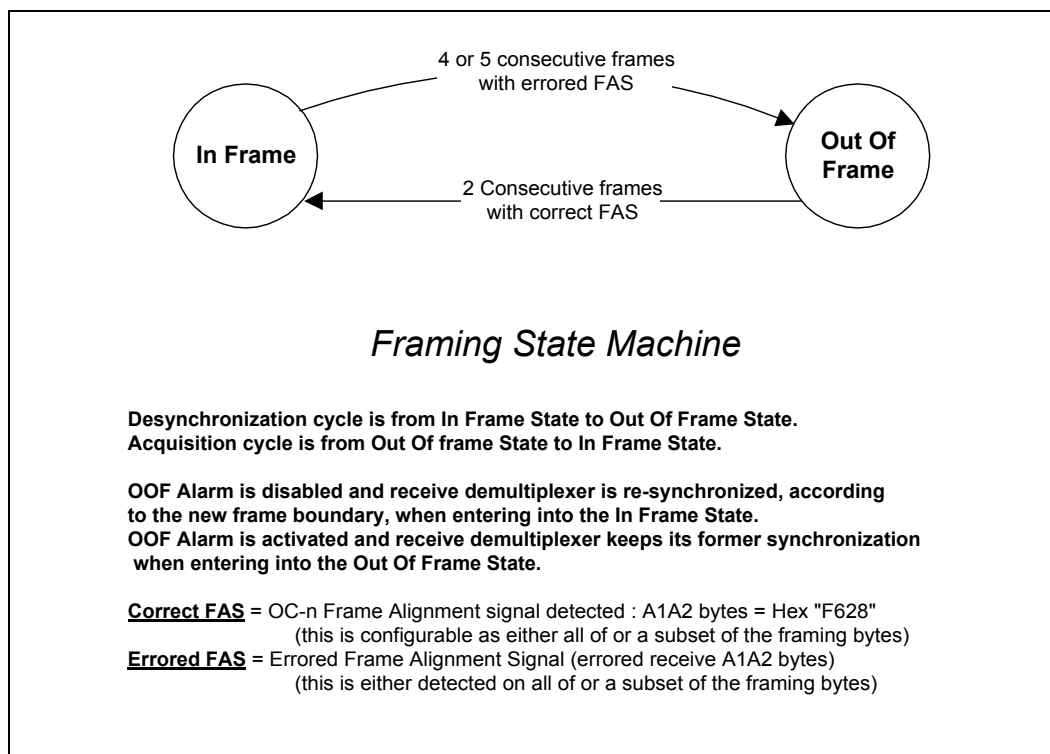 4 or 5 consecutive frames
with errored FAS
In Frame
Out Of
Frame
2 Consecutive frames
with correct FAS
Framing State Machine
Desynchronization cycle is from In Frame State to Out Of Frame State.
Acquisition cycle is from Out Of frame State to In Frame State.
OOF Alarm is disabled and receive demultiplexer is re-synchronized, according
to the new frame boundary, when entering into the In Frame State.
OOF Alarm is activated and receive demultiplexer keeps its former synchronization
when entering into the Out Of Frame State.
Correct FAS = OC-n Frame Alignment signal detected : A1A2 bytes = Hex "F628"
(this is configurable as either all of or a subset of the framing bytes)
Errored FAS = Errored Frame Alignment Signal (errored receive A1A2 bytes)
(this is either detected on all of or a subset of the framing bytes)